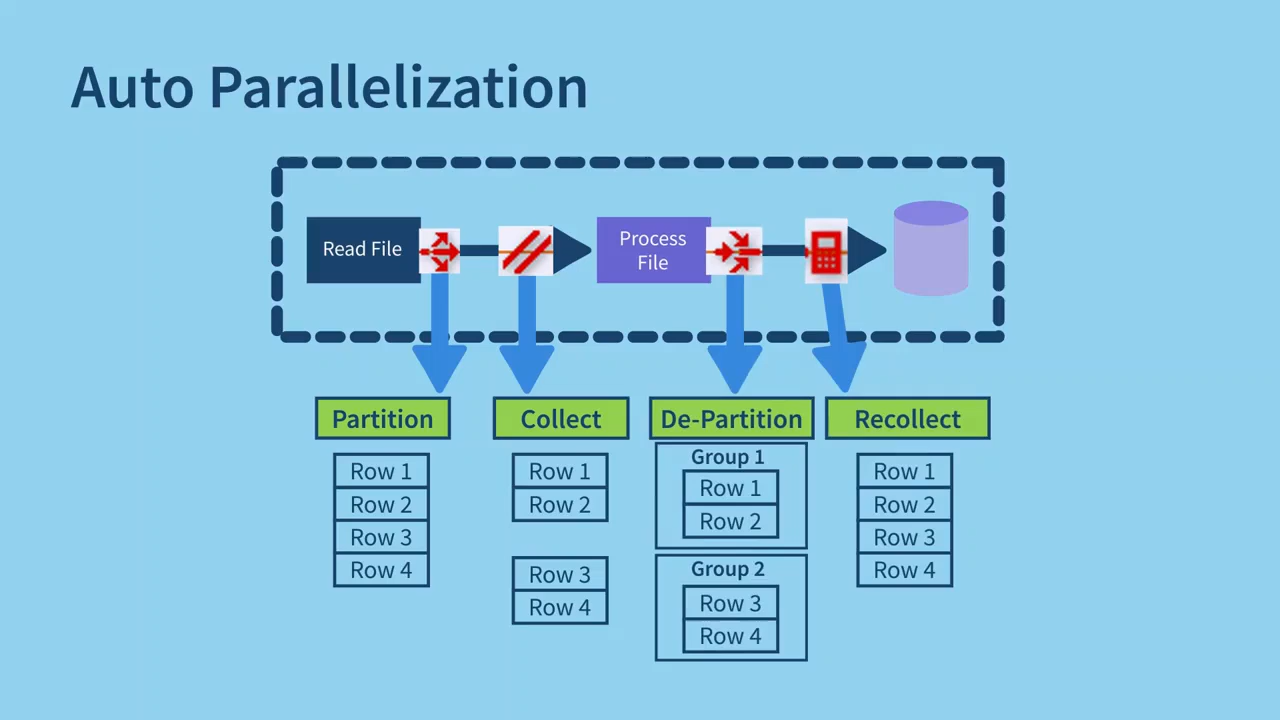 Auto Parallelization
Read File
Process
File
Partition
Row 1
Row 2
Row 3
Row 4
Collect
Row 1
Row 2
Row 3
Row 4
De-Partition
Group 1
Row 1
Row 2
Group 2
Row 3
Row 4
Recollect
Row 1
Row 2
Row 3
Row 4